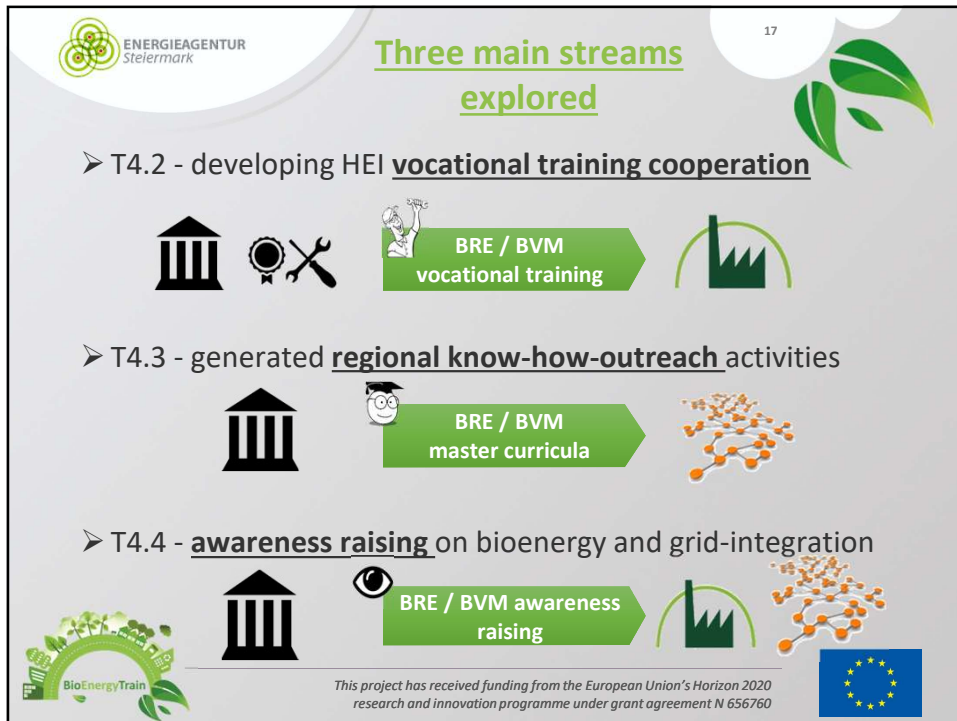 17
ENERGIEAGENTUR
Steiermark
Three main streams
explored
➢ T4.2 - developing HEI vocational training cooperation
BRE / BVM
vocational training
➢ T4.3 - generated regional know-how-outreach activities
BRE / BVM
master curricula
➢ T4.4 - awareness raising on bioenergy and grid-integration
BRE / BVM awareness
raising
BioEnergyTrain
This project has received funding from the European Union’s Horizon 2020
research and innovation programme under grant agreement N 656760